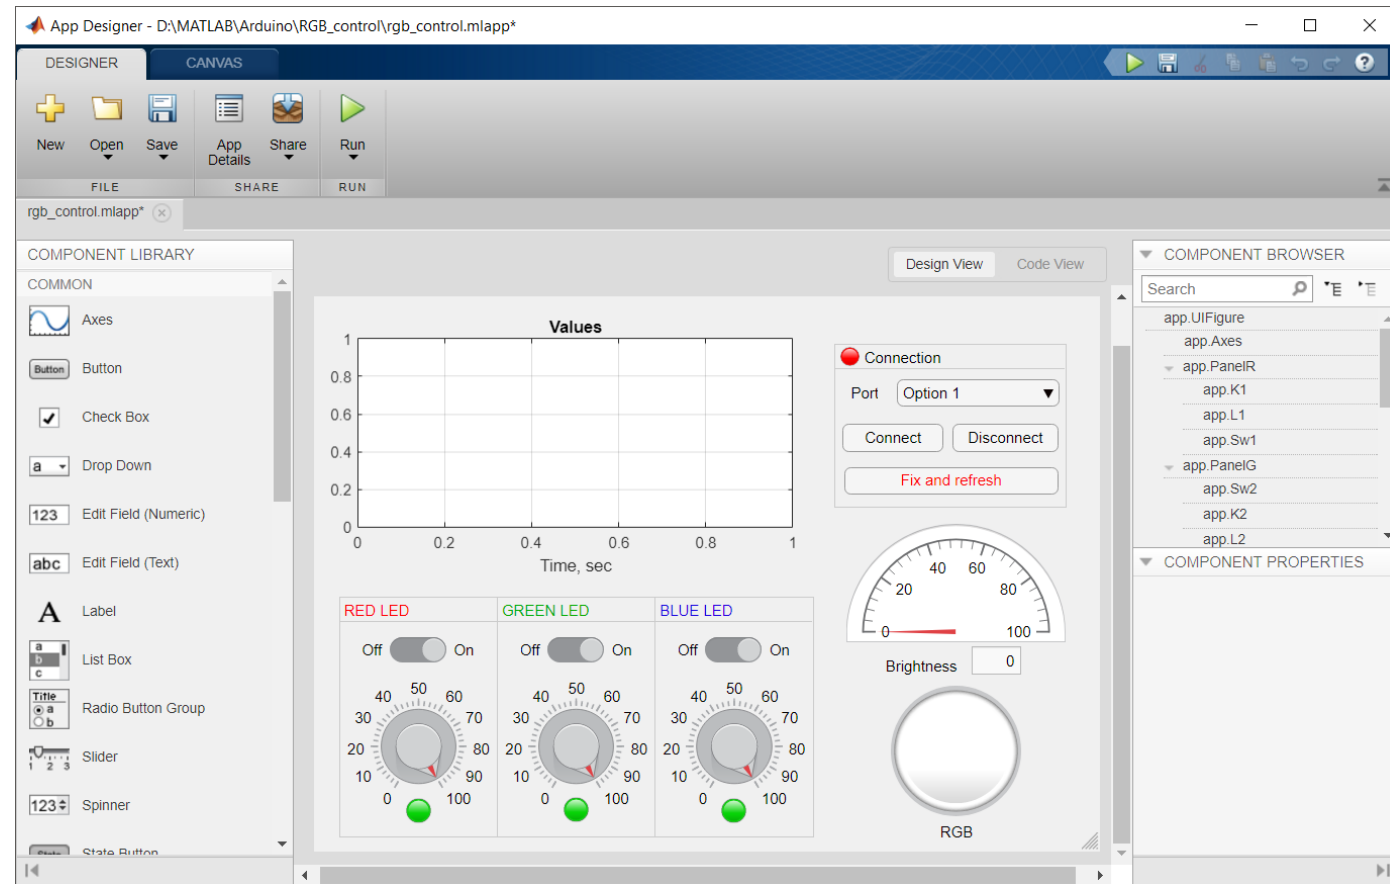 App Designer - D:\MATLAB\Arduino\RGB_control\rgb_control.mlapp*
DESIGNER CANVAS
?
New Open Save App Details Share Run
FILE SHARE RUN
rgb_control.mlapp*
COMPONENT LIBRARY
COMMON
Axes
Button Button
Check Box
a Drop Down
123 Edit Field (Numeric)
abc Edit Field (Text)
A Label
a
b List Box
c
Title
a Radio Button Group
b
Slider
1 2 3
123 Spinner
State State Button
Design View Code View
Values
1
0.8
0.6
0.4
0.2
0
0 0.2 0.4 0.6 0.8 1
Time, sec
Connection
Port Option 1
Connect Disconnect
Fix and refresh
0 20 40 60 80 100
Brightness 0
RGB
RED LED
Off On
0 10 20 30 40 50 60 70 80 90 100
GREEN LED
Off On
0 10 20 30 40 50 60 70 80 90 100
BLUE LED
Off On
0 10 20 30 40 50 60 70 80 90 100
COMPONENT BROWSER
Search
app.UIFigure
app.Axes
app.PanelR
app.K1
app.L1
app.Sw1
app.PanelG
app.Sw2
app.K2
app.L2
COMPONENT PROPERTIES